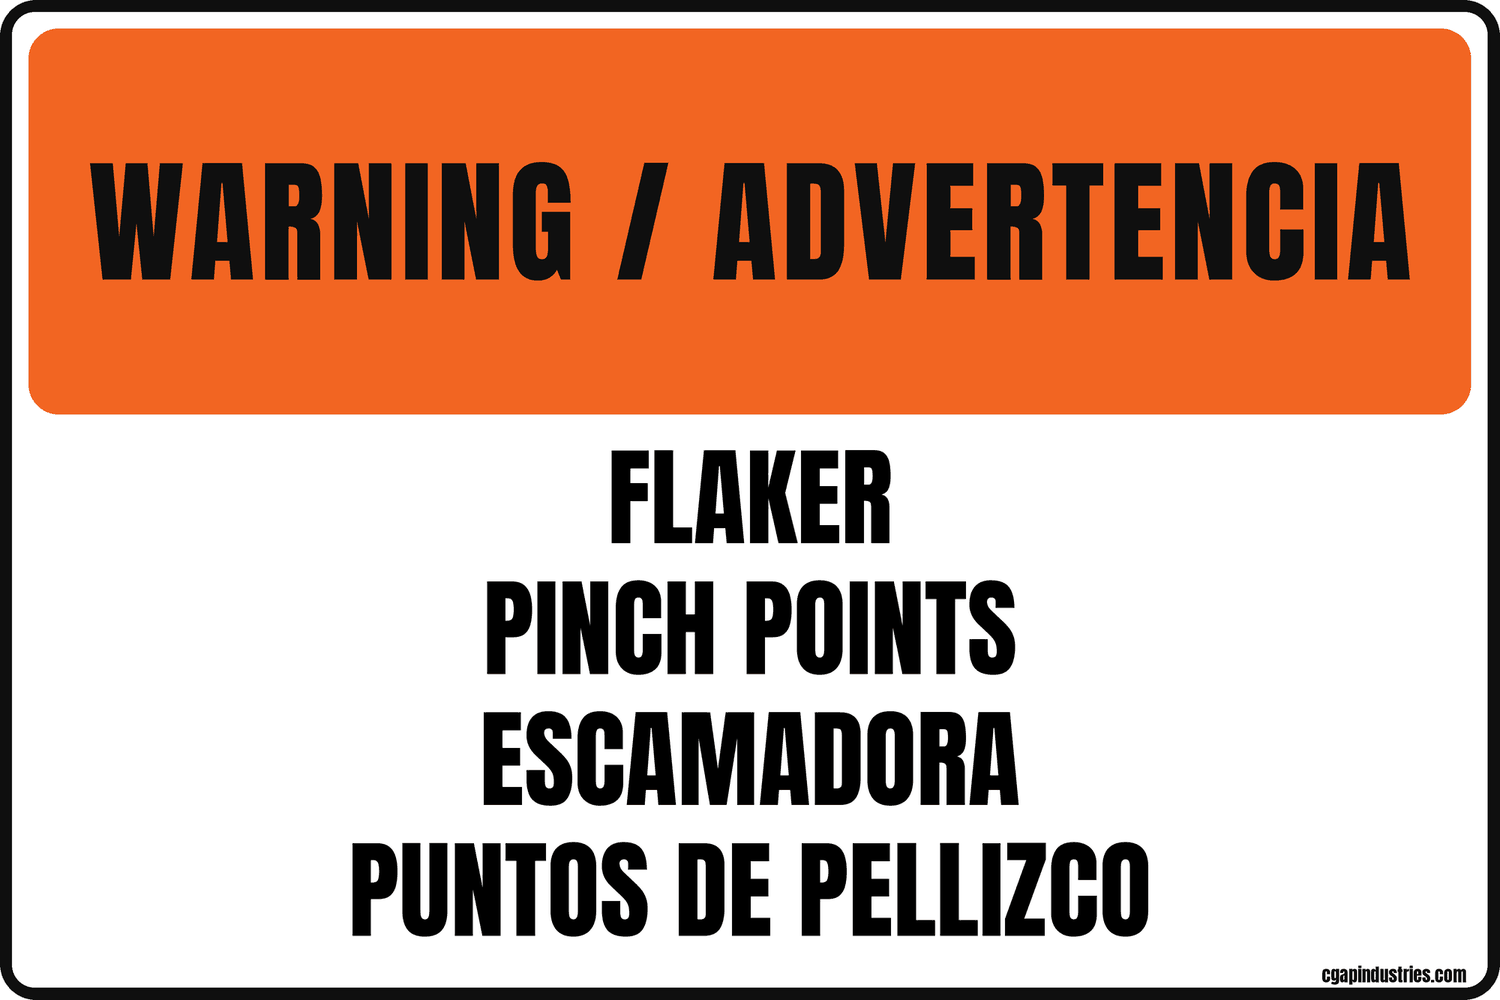 WARNING / ADVERTENCIA
FLAKER
PINCH POINTS
ESCAMADORA
PUNTOS DE PELLIZCO
cgapindustries.com